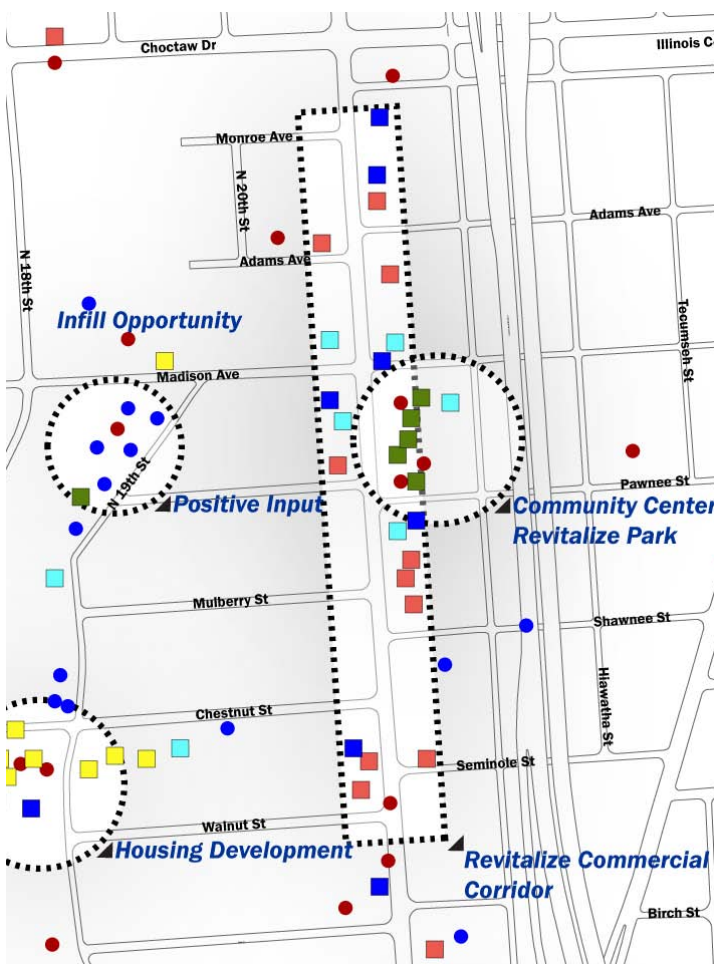 Choctaw Dr
Illinois C
Monroe Ave
N 20th St
Adams Ave
Adams Ave
N 18th St
Tecumseh St
Infill Opportunity
Madison Ave
N 19th St
Pawnee St
Positive Input
Community Center
Revitalize Park
Mulberry St
Shawnee St
Hiawatha St
Chestnut St
Seminole St
Walnut St
Housing Development
Revitalize Commercial
Corridor
Birch St